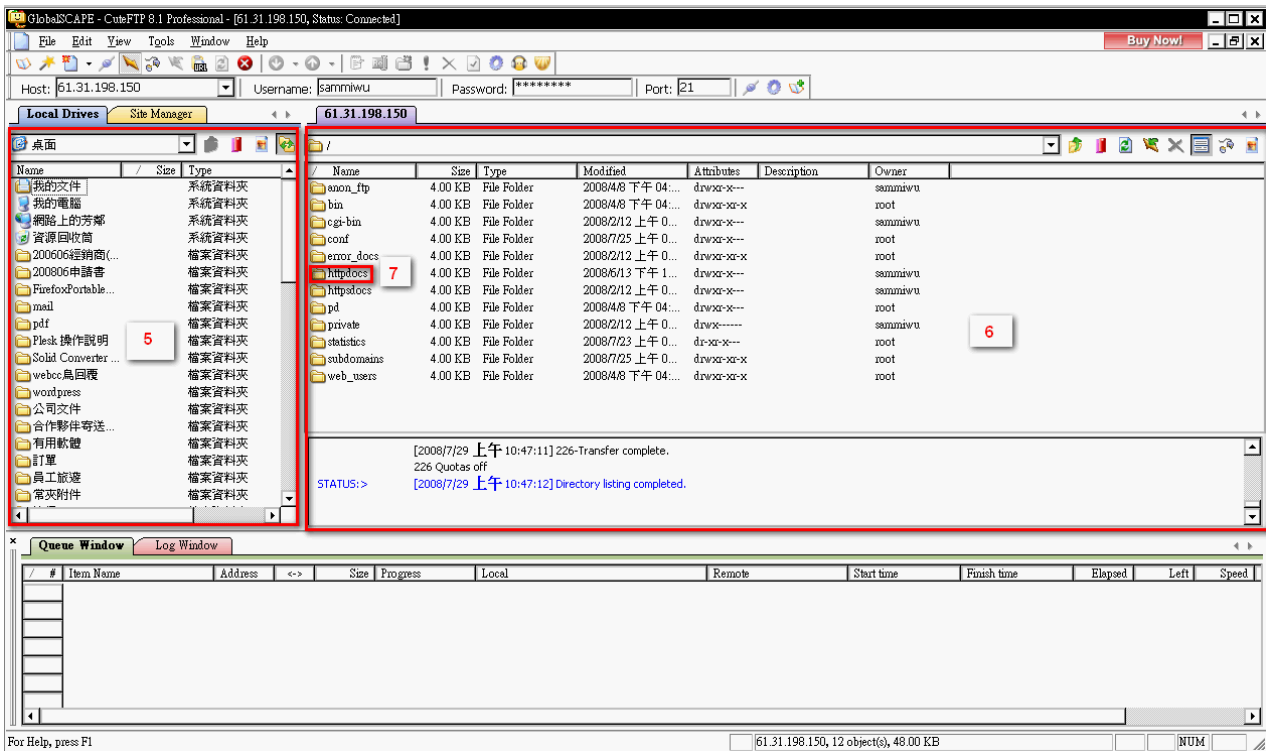 GlobalSCAPE - CuteFTP 8.1 Professional - [61.31.198.150, Status: Connected]
File Edit View Tools Window Help
Buy Now!
URL
Host: 61.31.198.150 Username: sammiwu Password: ******** Port: 21
Local Drives Site Manager
61.31.198.150
桌面
/
Name / Size Type
我的文件 系統資料夾
我的電腦 系統資料夾
網路上的芳鄰 系統資料夾
資源回收筒 系統資料夾
200606經銷商(... 檔案資料夾
200806申請書 檔案資料夾
FirefoxPortable... 檔案資料夾
mail 檔案資料夾
pdf 檔案資料夾
Plesk 操作說明 檔案資料夾
Solid Converter ... 檔案資料夾
webcc烏回覆 檔案資料夾
wordpress 檔案資料夾
公司文件 檔案資料夾
合作夥伴寄送... 檔案資料夾
有用軟體 檔案資料夾
訂單 檔案資料夾
員工旅遊 檔案資料夾
常夾附件 檔案資料夾
5
/ Name Size Type Modified Attributes Description Owner
anon_ftp 4.00 KB File Folder 2008/4/8 下午 04:... drwxr-x--- sammiwu
bin 4.00 KB File Folder 2008/4/8 下午 04:... drwxr-xr-x root
cgi-bin 4.00 KB File Folder 2008/2/12 上午 0... drwxr-x--- sammiwu
conf 4.00 KB File Folder 2008/7/25 上午 0... drwxr-x--- root
error_docs 4.00 KB File Folder 2008/2/12 上午 0... drwxr-x--- root
httpdocs 4.00 KB File Folder 2008/6/13 下午 1... drwxr-x--- sammiwu
httpsdocs 4.00 KB File Folder 2008/2/12 上午 0... drwxr-x--- sammiwu
pd 4.00 KB File Folder 2008/4/8 下午 04:... drwxr-x--- root
private 4.00 KB File Folder 2008/2/12 上午 0... drwx------ sammiwu
statistics 4.00 KB File Folder 2008/7/23 上午 0... dr-xr-x--- root
subdomains 4.00 KB File Folder 2008/7/25 上午 0... drwxr-xr-x root
web_users 4.00 KB File Folder 2008/4/8 下午 04:... drwxr-xr-x root
7
6
[2008/7/29 上午 10:47:11] 226-Transfer complete.
226 Quotas off
STATUS:> [2008/7/29 上午 10:47:12] Directory listing completed.
Queue Window Log Window
/ # Item Name Address <-> Size Progress Local Remote Start time Finish time Elapsed Left Speed
For Help, press F1
61.31.198.150, 12 object(s), 48.00 KB
NUM